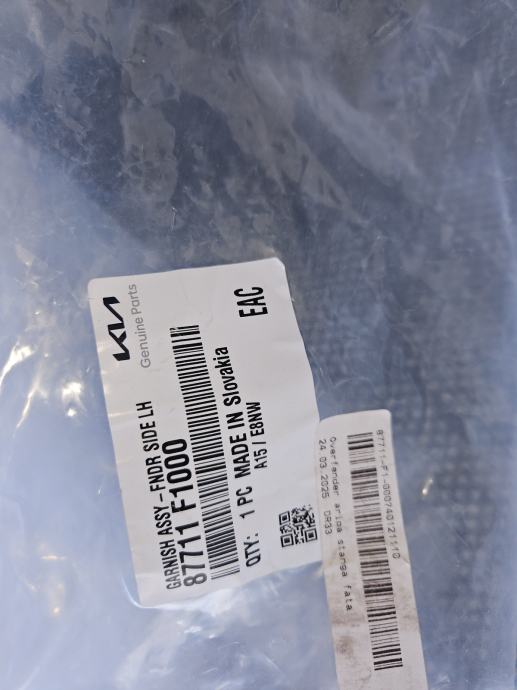 KIA
Genuine Parts
GARNISH ASSY-FNDR SIDE LH
87711 F1000
QTY: 1 PC MADE IN Slovakia
A15 / E8NW
EAC
87711-F1-000740121110
Overfander aripa stanga fata
24.03.2025 DR33